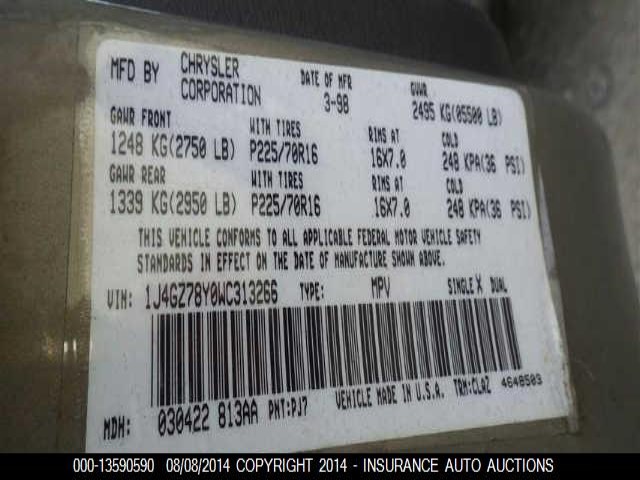 MFD BY CHRYSLER CORPORATION DATE OF MFR 3-98 GVWR 2495 KG(05500 LB)
GAWR FRONT WITH TIRES RIMS AT COLD
1248 KG(2750 LB) P225/70R16 16X7.0 248 KPA(36 PSI)
GAWR REAR WITH TIRES RIMS AT COLD
1339 KG(2950 LB) P225/70R16 16X7.0 248 KPA(36 PSI)
THIS VEHICLE CONFORMS TO ALL APPLICABLE FEDERAL MOTOR VEHICLE SAFETY
STANDARDS IN EFFECT ON THE DATE OF MANUFACTURE SHOWN ABOVE.
VIN: 1J4GZ78Y0WC313266 TYPE: MPV SINGLE X DUAL
MDH: 030422 813AA PNT:PJ7 VEHICLE MADE IN U.S.A. TRM:CLAZ 4648503
000-13590590 08/08/2014 COPYRIGHT 2014 - INSURANCE AUTO AUCTIONS